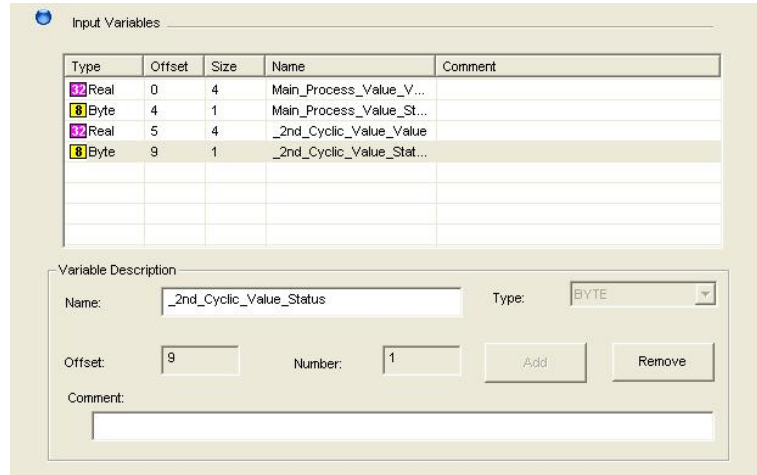 Input Variables
Type Offset Size Name Comment
32 Real 0 4 Main_Process_Value_V...
8 Byte 4 1 Main_Process_Value_St...
32 Real 5 4 _2nd_Cyclic_Value_Value
8 Byte 9 1 _2nd_Cyclic_Value_Stat...
Variable Description
Name: _2nd_Cyclic_Value_Status Type: BYTE
Offset: 9 Number: 1 Add Remove
Comment: